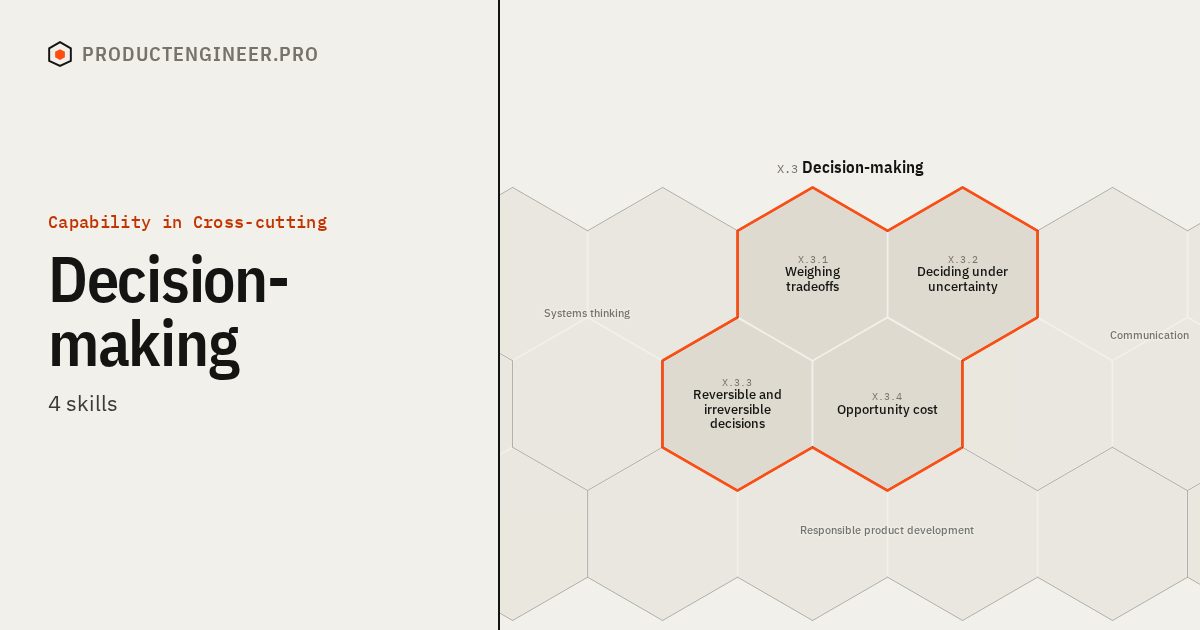 PRODUCTENGINEER.PRO
Capability in Cross-cutting
Decision-
making
4 skills
X.3 Decision-making
X.3.1
Weighing
tradeoffs
X.3.2
Deciding under
uncertainty
Systems thinking
Communication
X.3.3
Reversible and
irreversible
decisions
X.3.4
Opportunity cost
Responsible product development